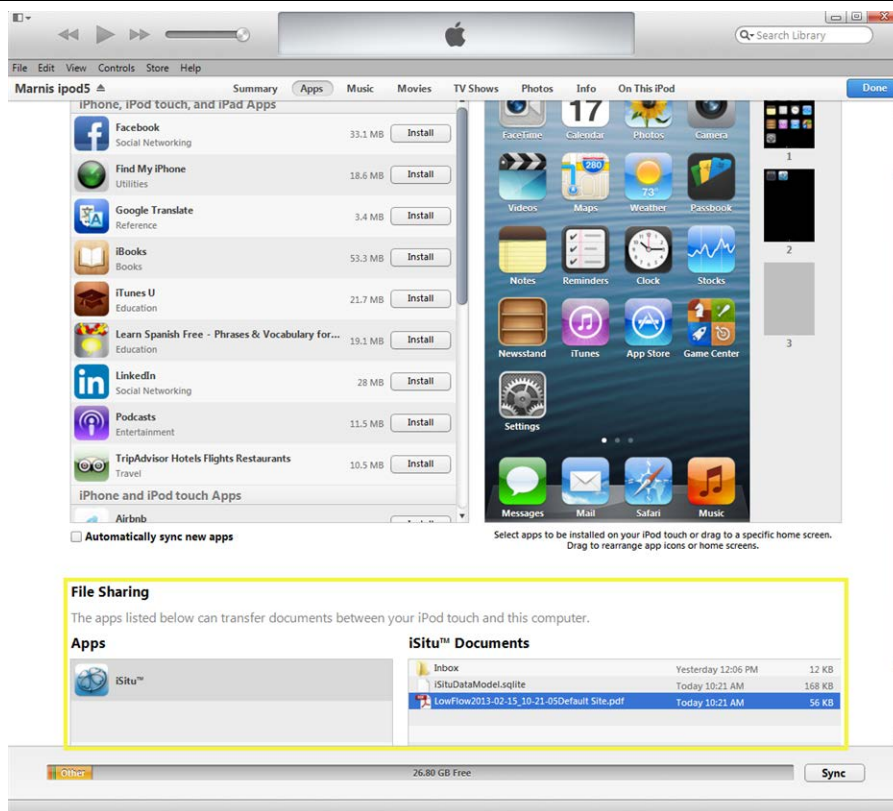 Search Library
File Edit View Controls Store Help
Marnis ipod5 Summary Apps Music Movies TV Shows Photos Info On This iPod Done
iPhone, iPod touch, and iPad Apps
Facebook
Social Networking
33.1 MB Install
Find My iPhone
Utilities
18.6 MB Install
Google Translate
Reference
3.4 MB Install
iBooks
Books
53.3 MB Install
iTunes U
Education
21.7 MB Install
Learn Spanish Free - Phrases & Vocabulary for...
Education
19.1 MB Install
LinkedIn
Social Networking
28 MB Install
Podcasts
Entertainment
11.5 MB Install
TripAdvisor Hotels Flights Restaurants
Travel
10.5 MB Install
iPhone and iPod touch Apps
Airbnb
Automatically sync new apps
17
FaceTime Calendar Photos Camera
280
73°
Videos Maps Weather Passbook
Notes Reminders Clock Stocks
Newsstand iTunes App Store Game Center
Settings
Messages Mail Safari Music
1
2
3
Select apps to be installed on your iPod touch or drag to a specific home screen.
Drag to rearrange app icons or home screens.
File Sharing
The apps listed below can transfer documents between your iPod touch and this computer.
Apps
iSitu™
iSitu™ Documents
Inbox Yesterday 12:06 PM 12 KB
iSituDataModel.sqlite Today 10:21 AM 168 KB
LowFlow2013-02-15_10-21-05Default Site.pdf Today 10:21 AM 56 KB
Other 26.80 GB Free Sync